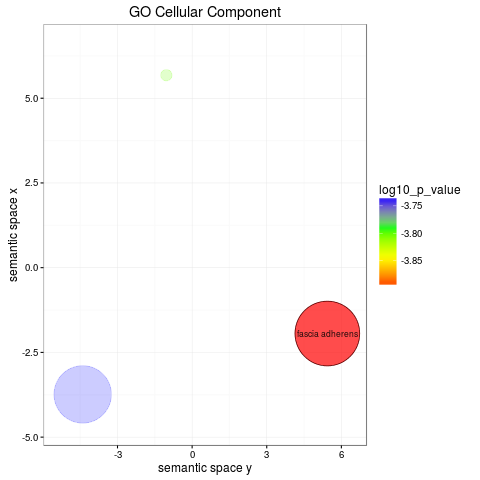 GO Cellular Component
semantic space x
5.0
2.5
0.0
-2.5
-5.0
fascia adherens
-3
0
3
6
semantic space y
log10_p_value
-3.75
-3.80
-3.85